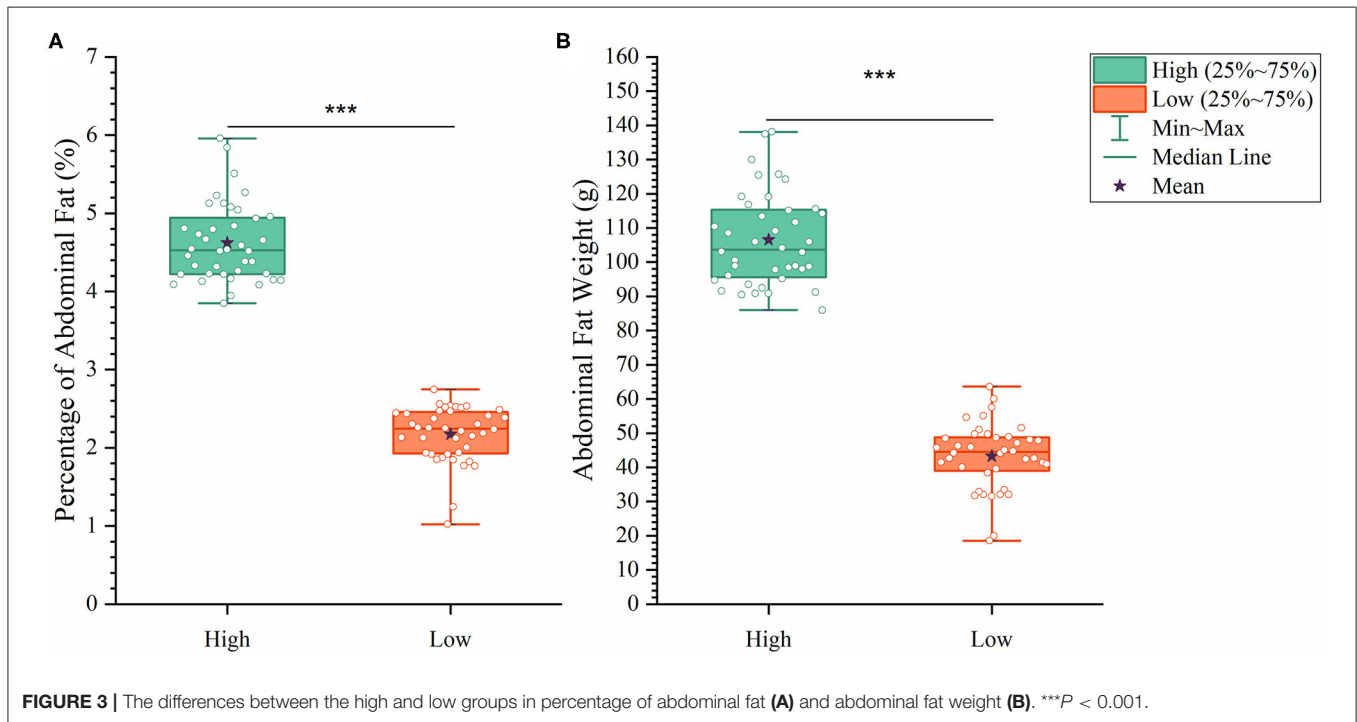 A
B
7
6
5
4
3
2
1
0
Percentage of Abdominal Fat (%)
***
High
Low
160
150
140
130
120
110
100
90
80
70
60
50
40
30
20
10
0
Abdominal Fat Weight (g)
***
High
Low
High (25%~75%)
Low (25%~75%)
Min~Max
Median Line
Mean
FIGURE 3 | The differences between the high and low groups in percentage of abdominal fat (A) and abdominal fat weight (B). ***P < 0.001.